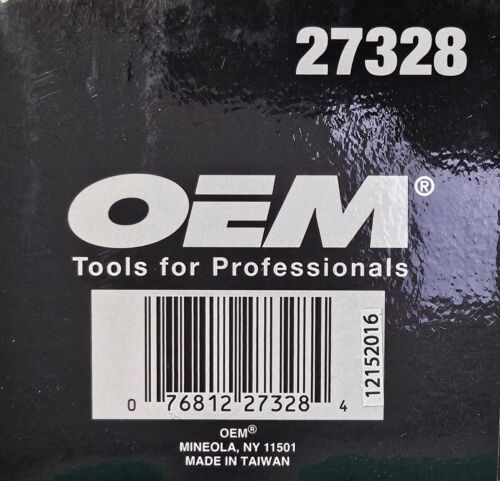 27328
OEM®
Tools for Professionals
12152016
0 76812 27328 4
OEM®
MINEOLA, NY 11501
MADE IN TAIWAN